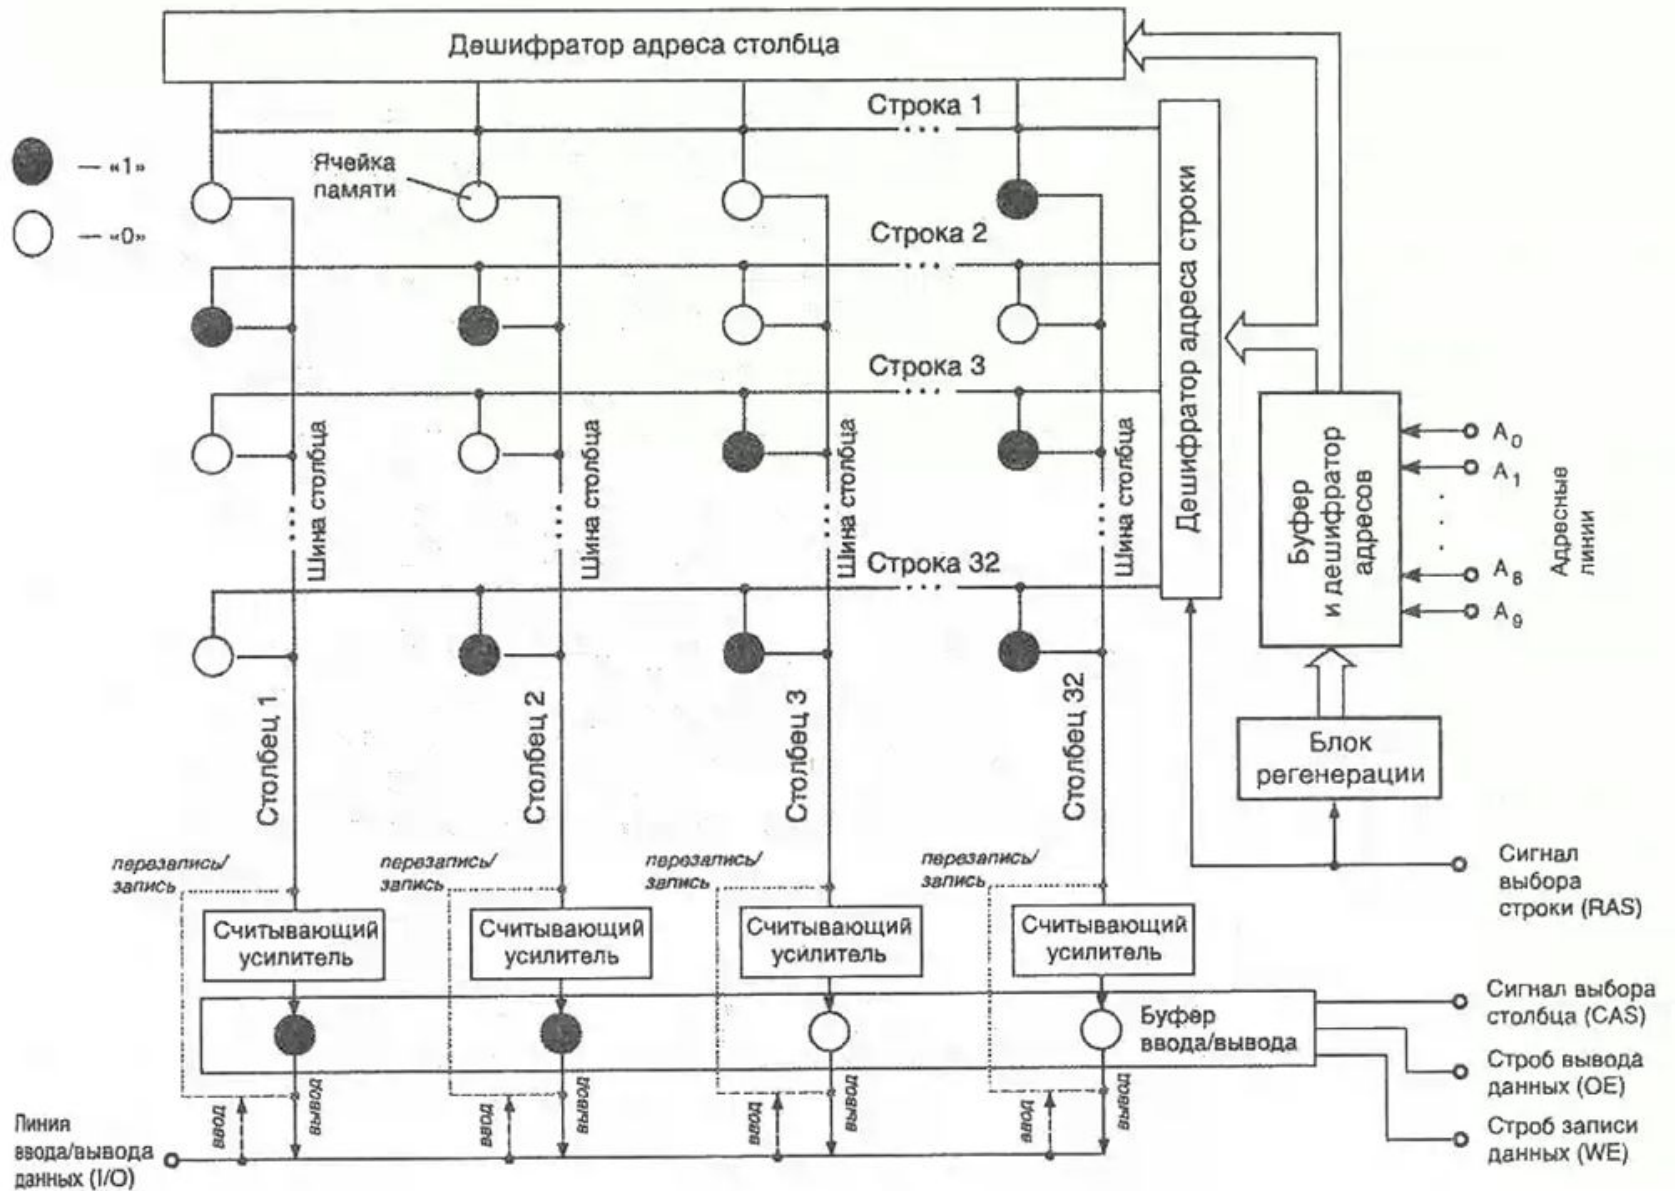 Дешифратор адреса столбца
Строка 1
— «1»
Ячейка
памяти
— «0»
Строка 2
Строка 3
Строка 32
Дешифратор адреса строки
Шина столбца
Шина столбца
Шина столбца
Шина столбца
Буфер
и дешифратор
адресов
A0
A1
A8
A9
Адресные
линии
Столбец 1
Столбец 2
Столбец 3
Столбец 32
Блок
регенерации
перезапись/
запись
перезапись/
запись
перезапись/
запись
перезапись/
запись
Сигнал
выбора
строки (RAS)
Считывающий
усилитель
Считывающий
усилитель
Считывающий
усилитель
Считывающий
усилитель
Буфер
ввода/вывода
Сигнал выбора
столбца (CAS)
Строб вывода
данных (OE)
Строб записи
данных (WE)
ввод
вывод
ввод
вывод
ввод
вывод
ввод
вывод
Линия
ввода/вывода
данных (I/O)